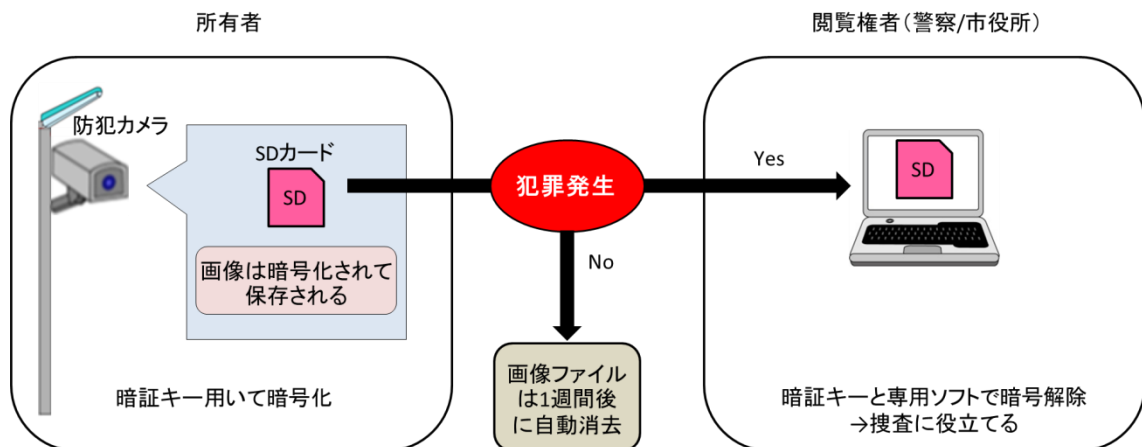 所有者
閲覧権者(警察/市役所)
防犯カメラ
SDカード
SD
画像は暗号化されて
保存される
暗証キー用いて暗号化
犯罪発生
Yes
No
画像ファイル
は1週間後
に自動消去
SD
暗証キーと専用ソフトで暗号解除
→捜査に役立てる